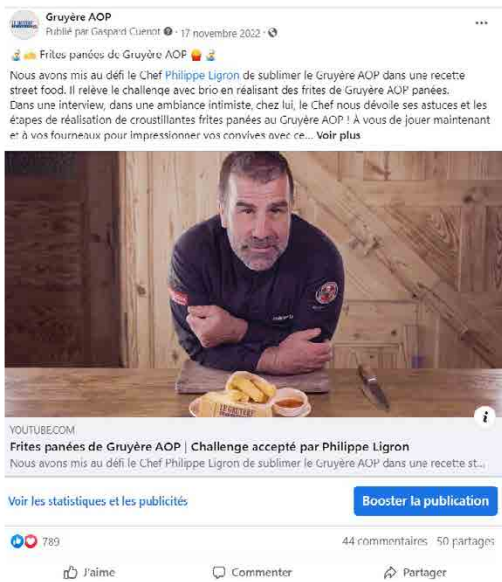 Gruyère AOP
Publié par Gaspard Cuenot · 17 novembre 2022 ·
Frites panées de Gruyère AOP
Nous avons mis au défi le Chef Philippe Ligron de sublimer le Gruyère AOP dans une recette
street food. Il relève le challenge avec brio en réalisant des frites de Gruyère AOP panées.
Dans une interview, dans une ambiance intimiste, chez lui, le Chef nous dévoile ses astuces et les
étapes de réalisation de croustillantes frites panées au Gruyère AOP ! À vous de jouer maintenant
et à vos fourneaux pour impressionner vos convives avec ce... Voir plus
LE GRUYÈRE
YOUTUBE.COM
Frites panées de Gruyère AOP | Challenge accepté par Philippe Ligron
Nous avons mis au défi le Chef Philippe Ligron de sublimer le Gruyère AOP dans une recette st...
Voir les statistiques et les publicités
Booster la publication
789
44 commentaires 50 partages
J'aime
Commenter
Partager